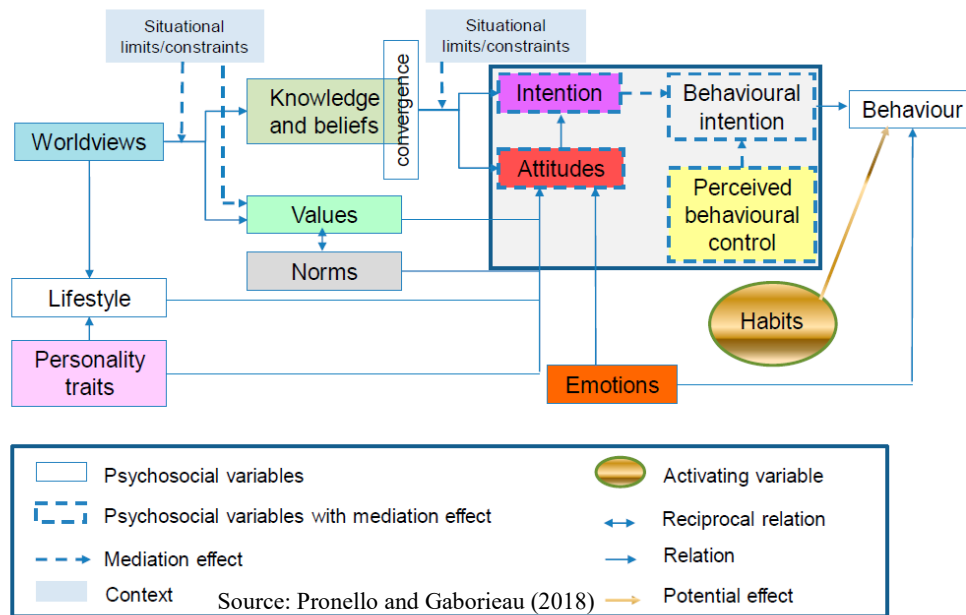 Situational
limits/constraints
Situational
limits/constraints
Knowledge
and beliefs
convergence
Intention
Behavioural
intention
Behaviour
Worldviews
Attitudes
Values
Perceived
behavioural
control
Norms
Lifestyle
Habits
Personality
traits
Emotions
Psychosocial variables
Activating variable
Psychosocial variables with mediation effect
Reciprocal relation
Mediation effect
Relation
Context
Source: Pronello and Gaborieau (2018)
Potential effect